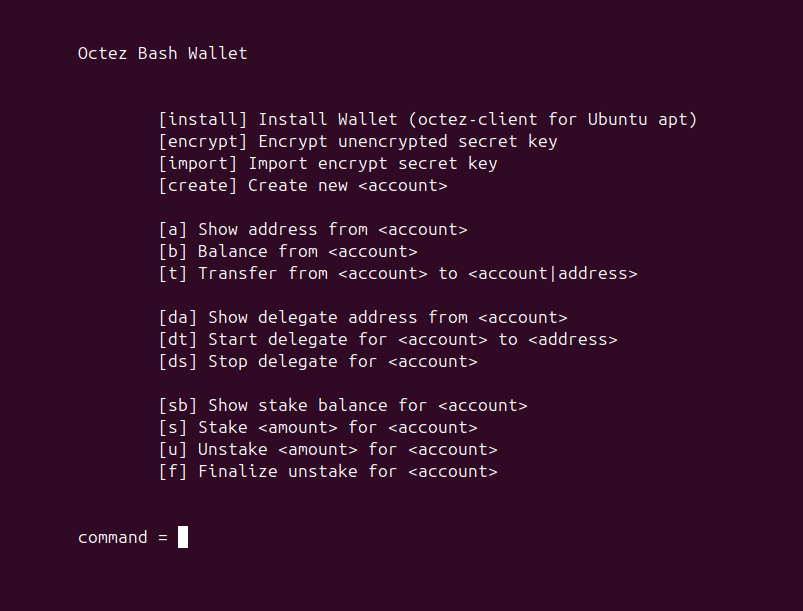 Octez Bash Wallet
[install] Install Wallet (octez-client for Ubuntu apt)
[encrypt] Encrypt unencrypted secret key
[import] Import encrypt secret key
[create] Create new <account>
[a] Show address from <account>
[b] Balance from <account>
[t] Transfer from <account> to <account|address>
[da] Show delegate address from <account>
[dt] Start delegate for <account> to <address>
[ds] Stop delegate for <account>
[sb] Show stake balance for <account>
[s] Stake <amount> for <account>
[u] Unstake <amount> for <account>
[f] Finalize unstake for <account>
command =